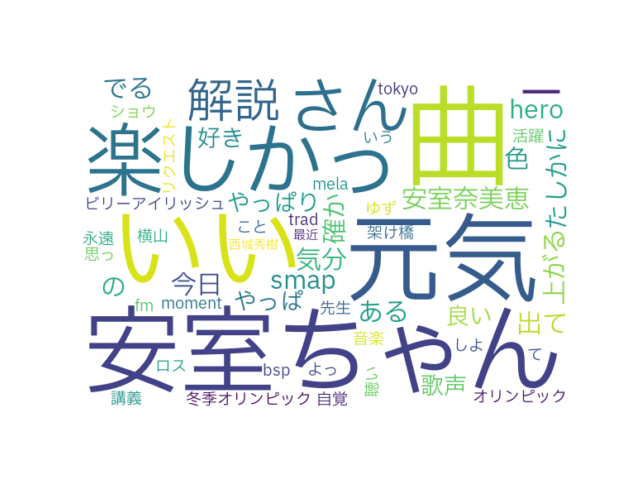 でる
解説
さん
曲
一
tokyo
hero
ショウ
リクエスト
好き
いう
活躍
色
たしかに
楽しかっ
mela
安室奈美恵
ビリーアイリッシュ
やっぱり
確か
ゆず
trad
こと
架け橋
永遠
横山
西城秀樹
最近
思っ
いい
気分
元気
上がる
の
今日
smap
fm
moment
やっぱ
先生
ある
良い
出て
安室ちゃん
音楽
しよ
て
ロス
bsp
よっ
歌声
講義
冬季オリンピック
自覚
オリンピック